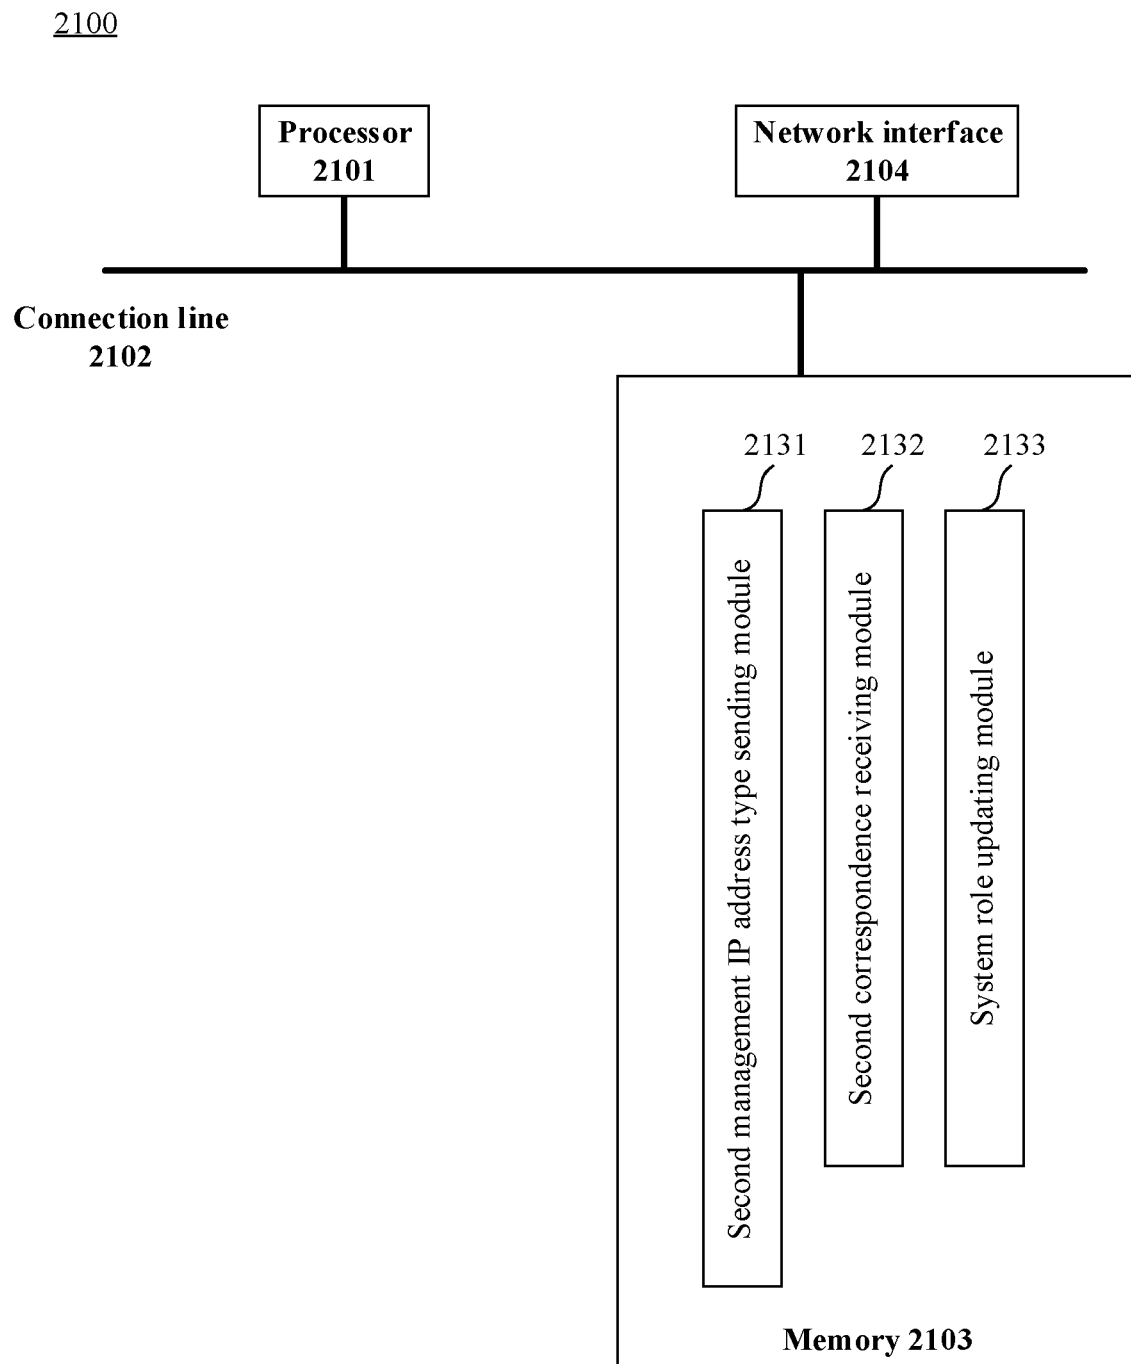 2100
Processor
2101
Network interface
2104
Connection line
2102
2131
2132
2133
Second management IP address type sending module
Second correspondence receiving module
System role updating module
Memory 2103